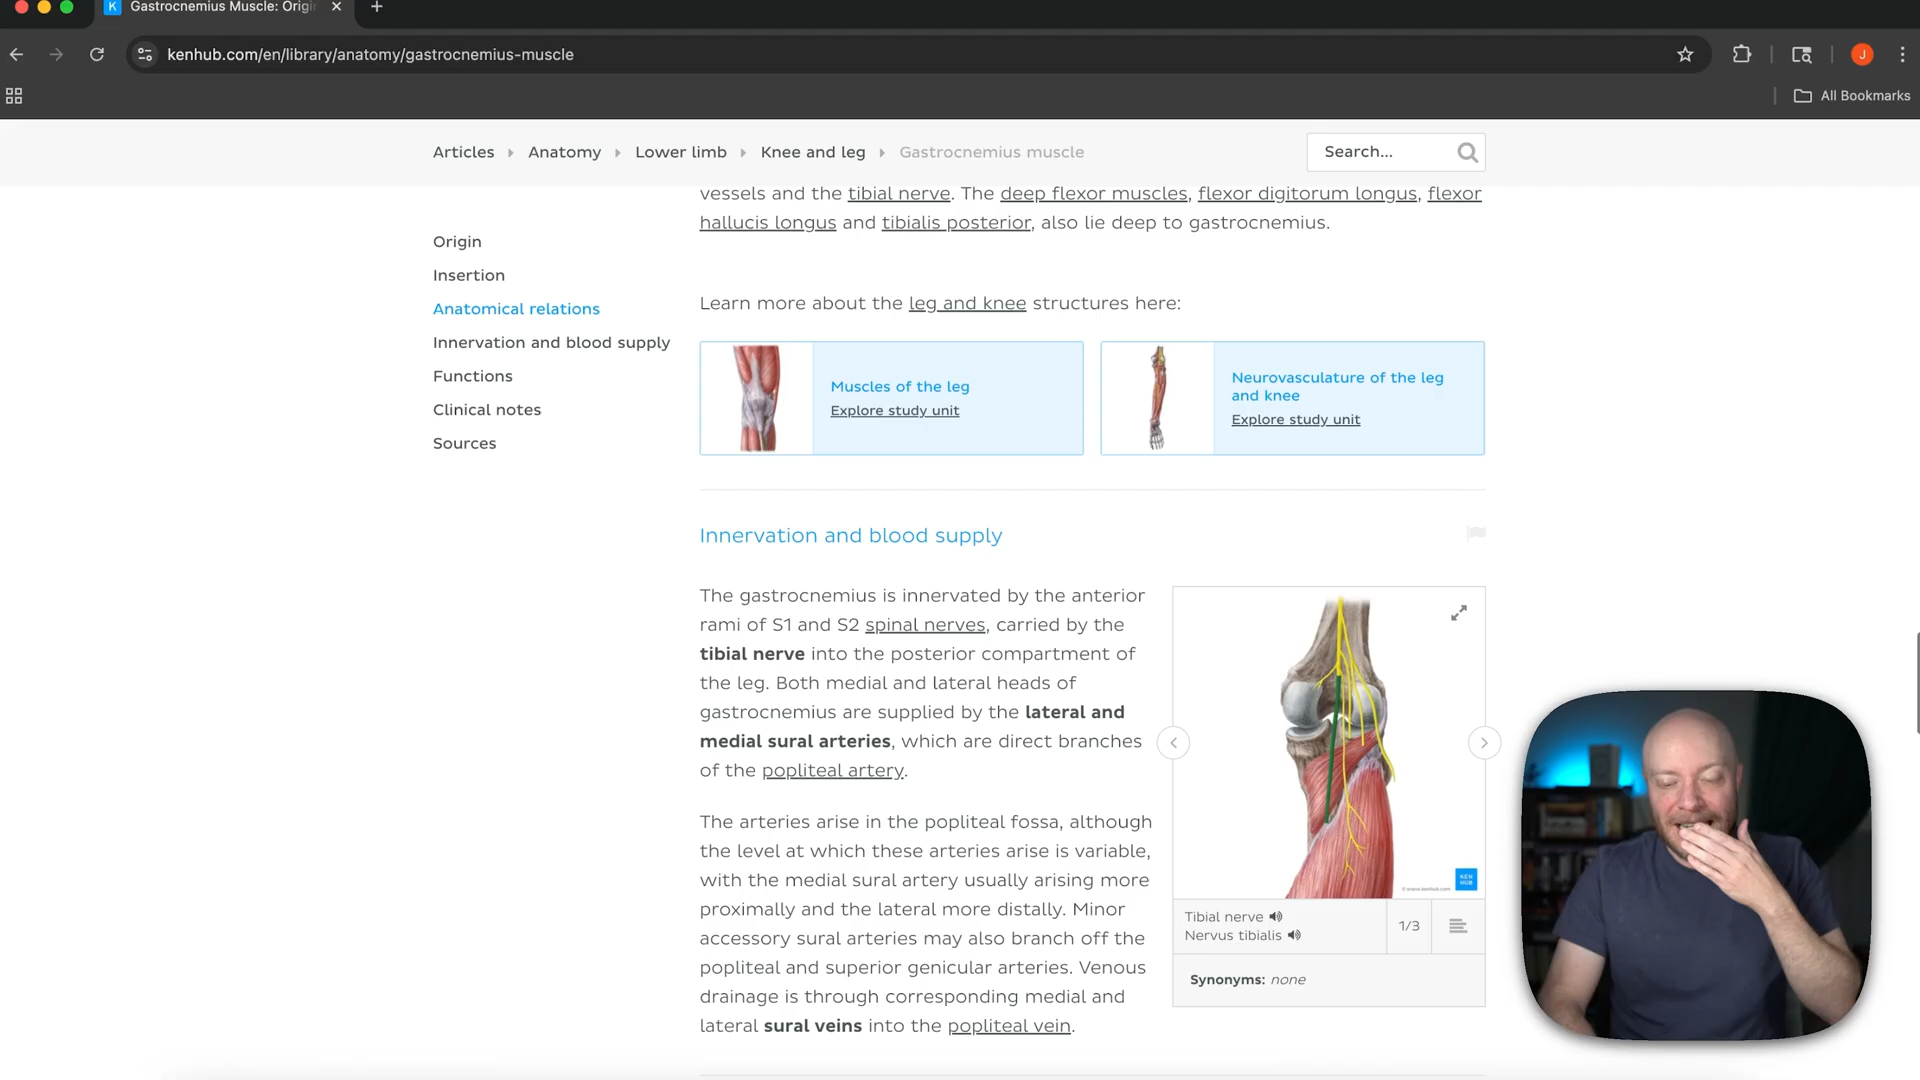 Gastrocnemius Muscle: Origi
kenhub.com/en/library/anatomy/gastrocnemius-muscle
J
All Bookmarks
Articles Anatomy Lower limb Knee and leg Gastrocnemius muscle
Search...
Origin
Insertion
Anatomical relations
Innervation and blood supply
Functions
Clinical notes
Sources
vessels and the tibial nerve. The deep flexor muscles, flexor digitorum longus, flexor
hallucis longus and tibialis posterior, also lie deep to gastrocnemius.
Learn more about the leg and knee structures here:
Muscles of the leg
Explore study unit
Neurovasculature of the leg
and knee
Explore study unit
Innervation and blood supply
The gastrocnemius is innervated by the anterior
rami of S1 and S2 spinal nerves, carried by the
tibial nerve into the posterior compartment of
the leg. Both medial and lateral heads of
gastrocnemius are supplied by the lateral and
medial sural arteries, which are direct branches
of the popliteal artery.
The arteries arise in the popliteal fossa, although
the level at which these arteries arise is variable,
with the medial sural artery usually arising more
proximally and the lateral more distally. Minor
accessory sural arteries may also branch off the
popliteal and superior genicular arteries. Venous
drainage is through corresponding medial and
lateral sural veins into the popliteal vein.
© www.kenhub.com
KEN
HUB
Tibial nerve
Nervus tibialis
1/3
Synonyms: none